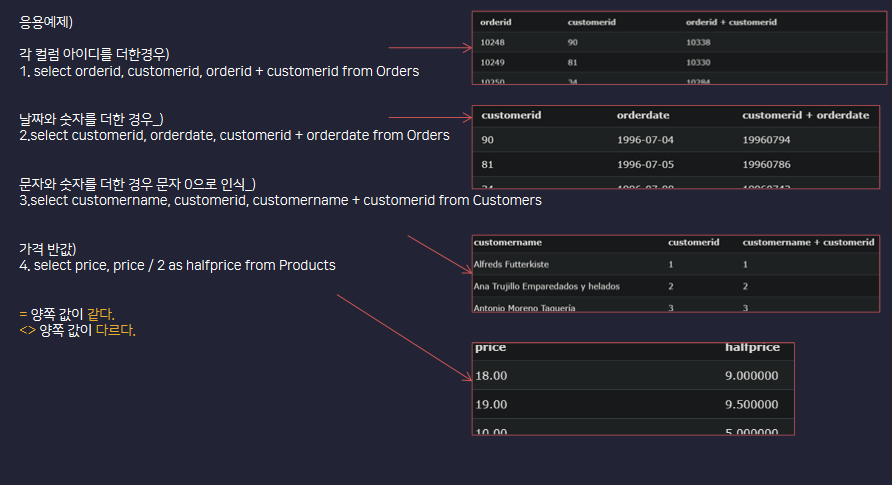 응용예제)
각 컬럼 아이디를 더한경우)
1. select orderid, customerid, orderid + customerid from Orders
날짜와 숫자를 더한 경우_)
2.select customerid, orderdate, customerid + orderdate from Orders
문자와 숫자를 더한 경우 문자 0으로 인식_)
3.select customername, customerid, customername + customerid from Customers
가격 반값)
4. select price, price / 2 as halfprice from Products
= 양쪽 값이 같다.
<> 양쪽 값이 다르다.
orderid customerid orderid + customerid
10248 90 10338
10249 81 10330
10250 34 10284
customerid orderdate customerid + orderdate
90 1996-07-04 19960794
81 1996-07-05 19960786
34 1996-07-08 19960742
customername customerid customername + customerid
Alfreds Futterkiste 1 1
Ana Trujillo Emparedados y helados 2 2
Antonio Moreno Taquería 3 3
price halfprice
18.00 9.000000
19.00 9.500000
10.00 5.000000